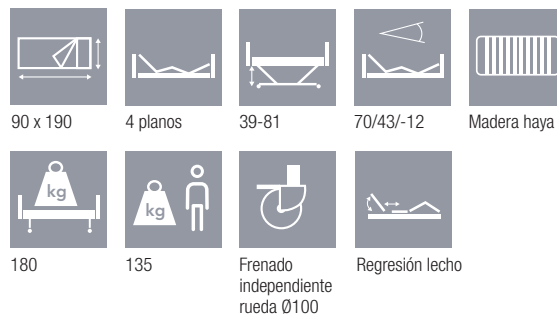 90 x 190
4 planos
39-81
70/43/-12
Madera haya
kg
kg
180
135
Frenado
independiente
rueda Ø100
Regresión lecho